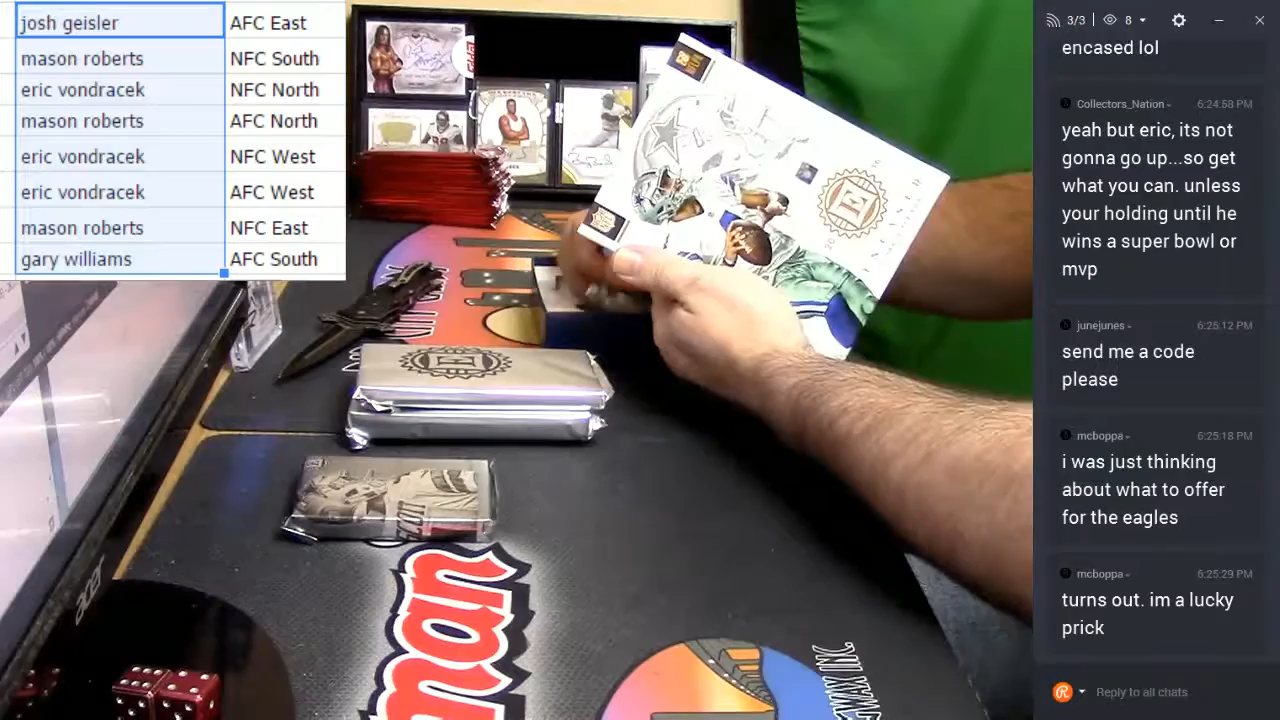 josh geisler AFC East
mason roberts NFC South
eric vondracek NFC North
mason roberts AFC North
eric vondracek NFC West
eric vondracek AFC West
mason roberts NFC East
gary williams AFC South
3/3 8
encased lol
Collectors_Nation 6:24:58 PM
yeah but eric, its not
gonna go up...so get
what you can. unless
your holding until he
wins a super bowl or
mvp
junejunes 6:25:12 PM
send me a code
please
mcboppa 6:25:18 PM
i was just thinking
about what to offer
for the eagles
mcboppa 6:25:29 PM
turns out. im a lucky
prick
Reply to all chats
E
E
acer
man
WAX INC